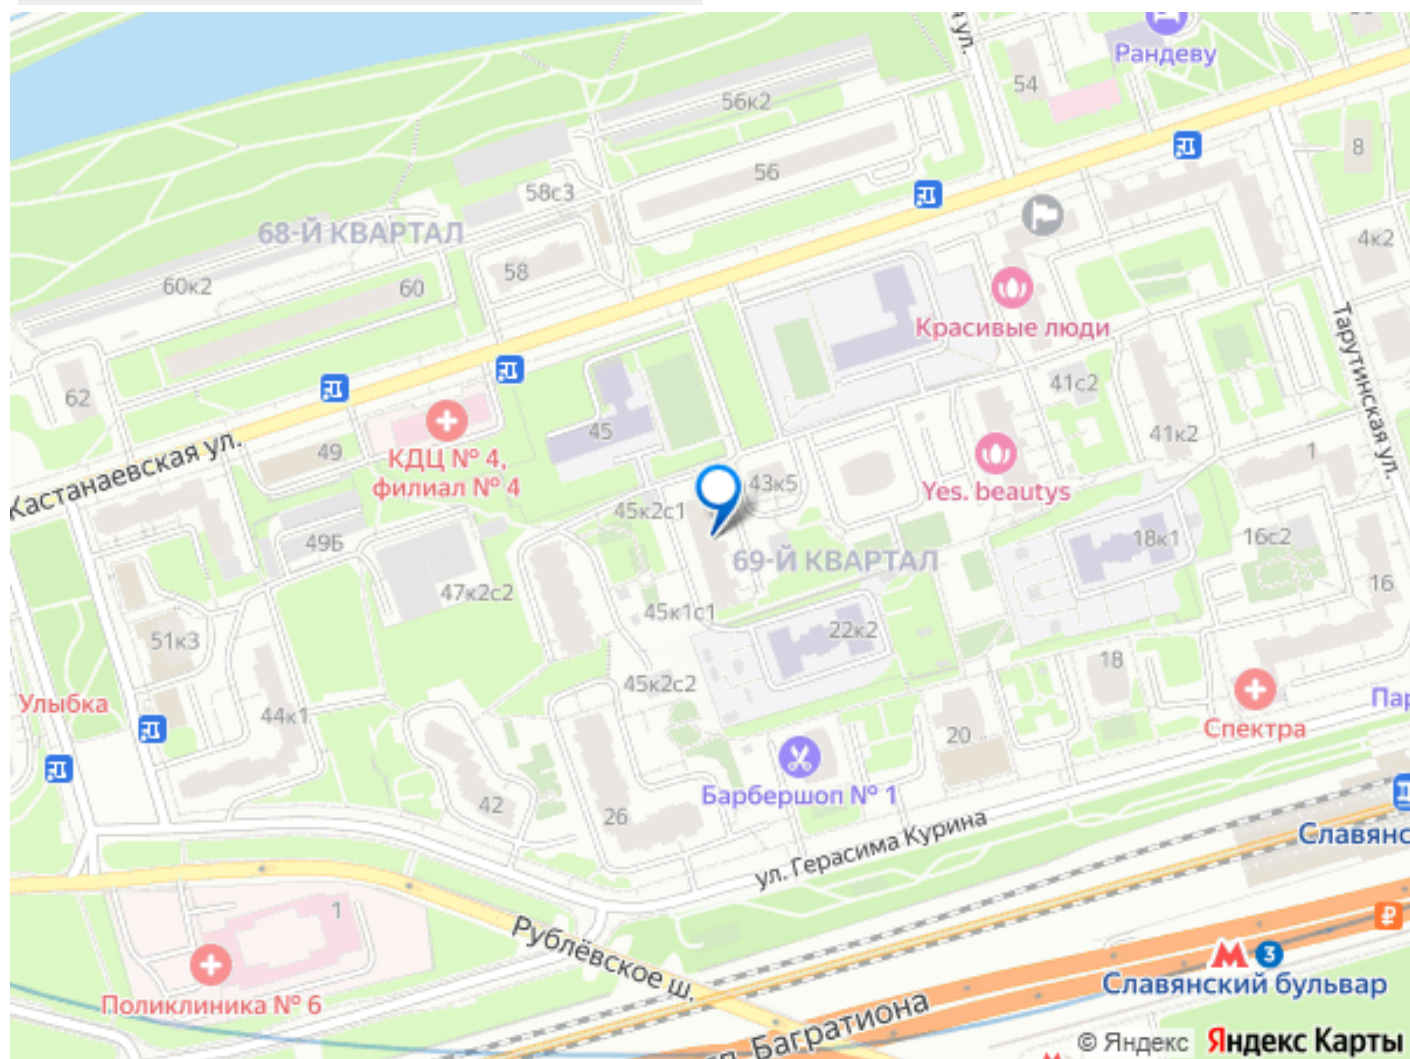 Рандеву
54
56к2
8
56
58с3
68-Й КВАРТАЛ
4к2
58
60к2
60
Красивые люди
Тарутинская ул.
41с2
62
45
41к2
Кастанаевская ул.
49
КДЦ № 4,
филиал № 4
1
43к5
Yes. beautys
45к2с1
49Б
18к1
16с2
69-Й КВАРТАЛ
47к2с2
16
45к1с1
22к2
51к3
18
45к2с2
Улыбка
44к1
Спектра
20
Барбершоп № 1
42
26
ул. Герасима Курина
1
Рублёвское ш.
3
Славянский бульвар
Поликлиника № 6
Багратиона
© Яндекс Яндекс Карты